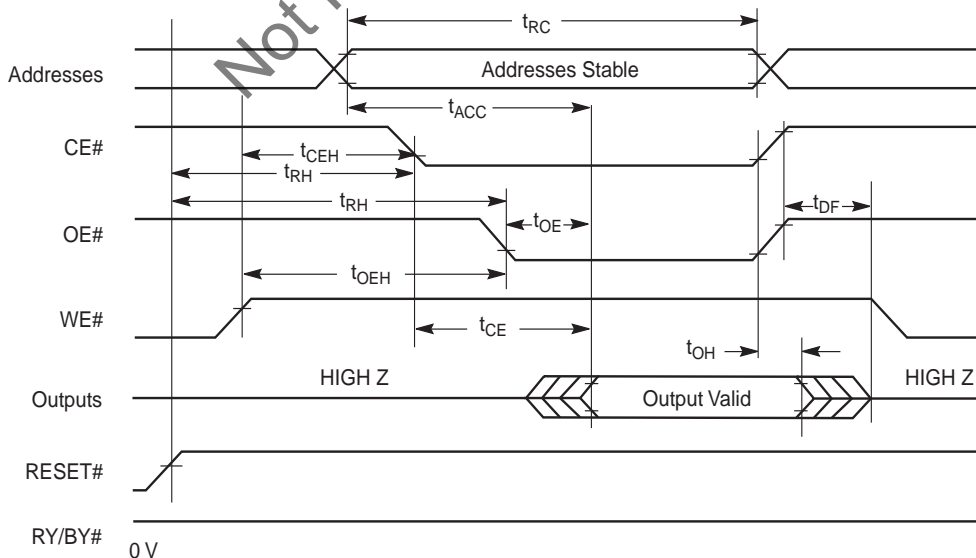 Not
tRC
Addresses
Addresses Stable
tACC
CE#
tCEH
tRH
tRH
tDF
OE#
tOE
tOEH
WE#
tCE
tOH
HIGH Z
HIGH Z
Outputs
Output Valid
RESET#
RY/BY#
0 V